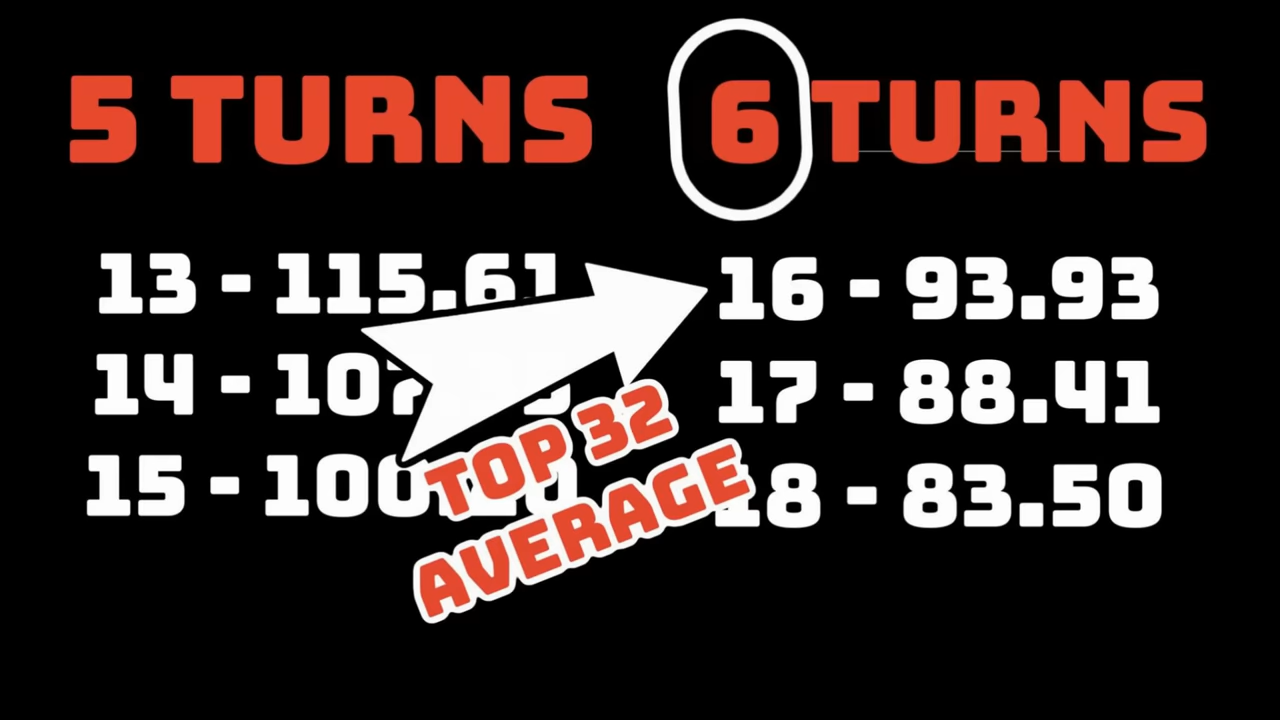 5 TURNS
6 TURNS
13 - 115.61
14 -
15 -
16 - 93.93
17 - 88.41
18 - 83.50
TOP 32
AVERAGE